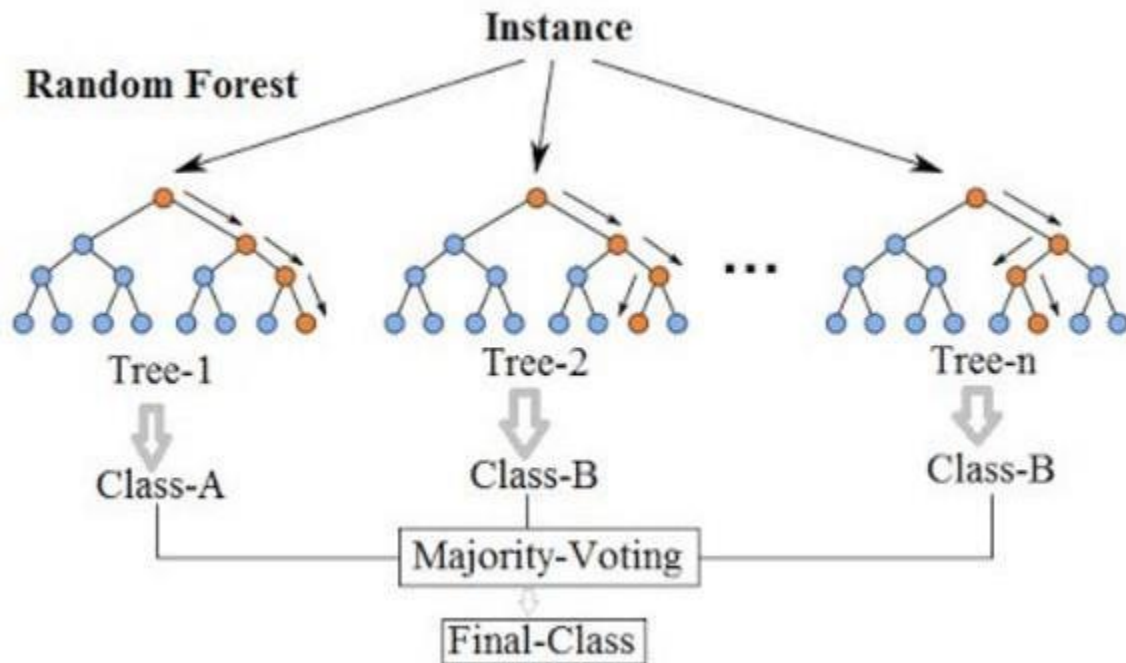 Instance
Random Forest
...
Tree-1
Tree-2
Tree-n
Class-A
Class-B
Class-B
Majority-Voting
Final-Class